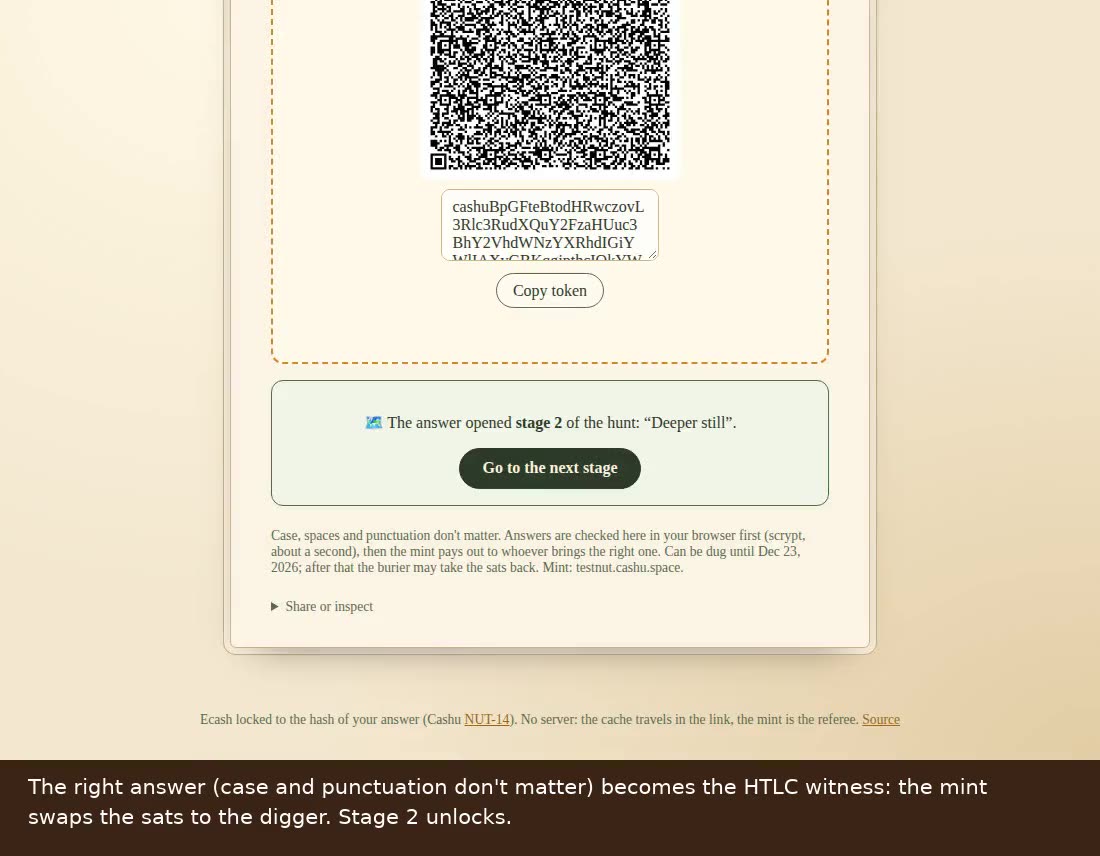 cashuBpGFteBtodHRwczovL
3Rlc3RudXQuY2FzaHUuc3
BhY2VhdWNzYXRhdIGiY
Copy token
🗺️ The answer opened stage 2 of the hunt: “Deeper still”.
Go to the next stage
Case, spaces and punctuation don't matter. Answers are checked here in your browser first (scrypt,
about a second), then the mint pays out to whoever brings the right one. Can be dug until Dec 23,
2026; after that the burier may take the sats back. Mint: testnut.cashu.space.
▶ Share or inspect
Ecash locked to the hash of your answer (Cashu NUT-14). No server: the cache travels in the link, the mint is the referee. Source
The right answer (case and punctuation don't matter) becomes the HTLC witness: the mint
swaps the sats to the digger. Stage 2 unlocks.